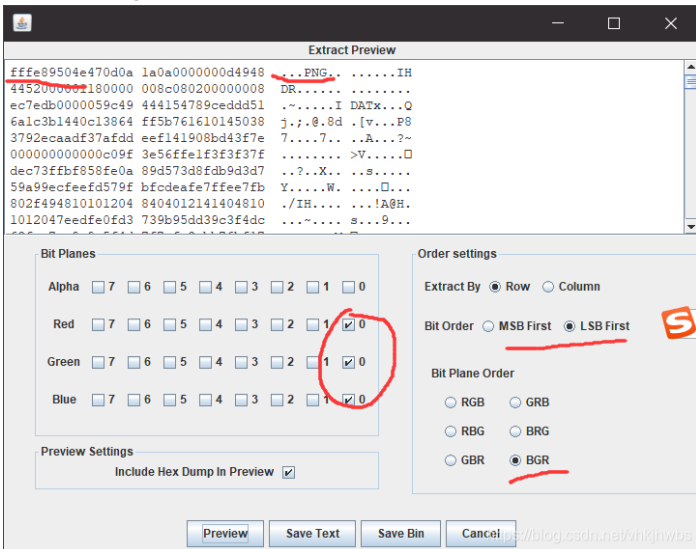 Extract Preview
fffe89504e470d0a 1a0a0000000d4948 ...PNG.. ......IH
4452000001180000 008c080200000008 DR...... ........
ec7edb0000059c49 444154789ceddd51 .~.....I DATx...Q
6a1c3b1440c13864 ff5b761610145038 j.;.@.8d .[v...P8
3792ecaadf37afdd eef141908bd43f7e 7....7.. ..A...?~
000000000000c09f 3e56ffe1f3f3f37f ........ >V.....□
dec73ffbf858fe0a 89d573d8fdb9d3d7 ..?..X.. ..s.....
59a99ecfeefd579f bfcdeafe7ffee7fb Y.....W. ....□...
802f494810101204 8404012141404810 ./IH.... ...!A@H.
1012047eedfe0fd3 739b95dd39c3f4dc ...~.... s...9...
Bit Planes
Alpha 7 6 5 4 3 2 1 0
Red 7 6 5 4 3 2 1 0
Green 7 6 5 4 3 2 1 0
Blue 7 6 5 4 3 2 1 0
Preview Settings
Include Hex Dump In Preview
Order settings
Extract By Row Column
Bit Order MSB First LSB First
Bit Plane Order
RGB GRB
RBG BRG
GBR BGR
Preview Save Text Save Bin Cancel
https://blog.csdn.net/vhkjhwbs